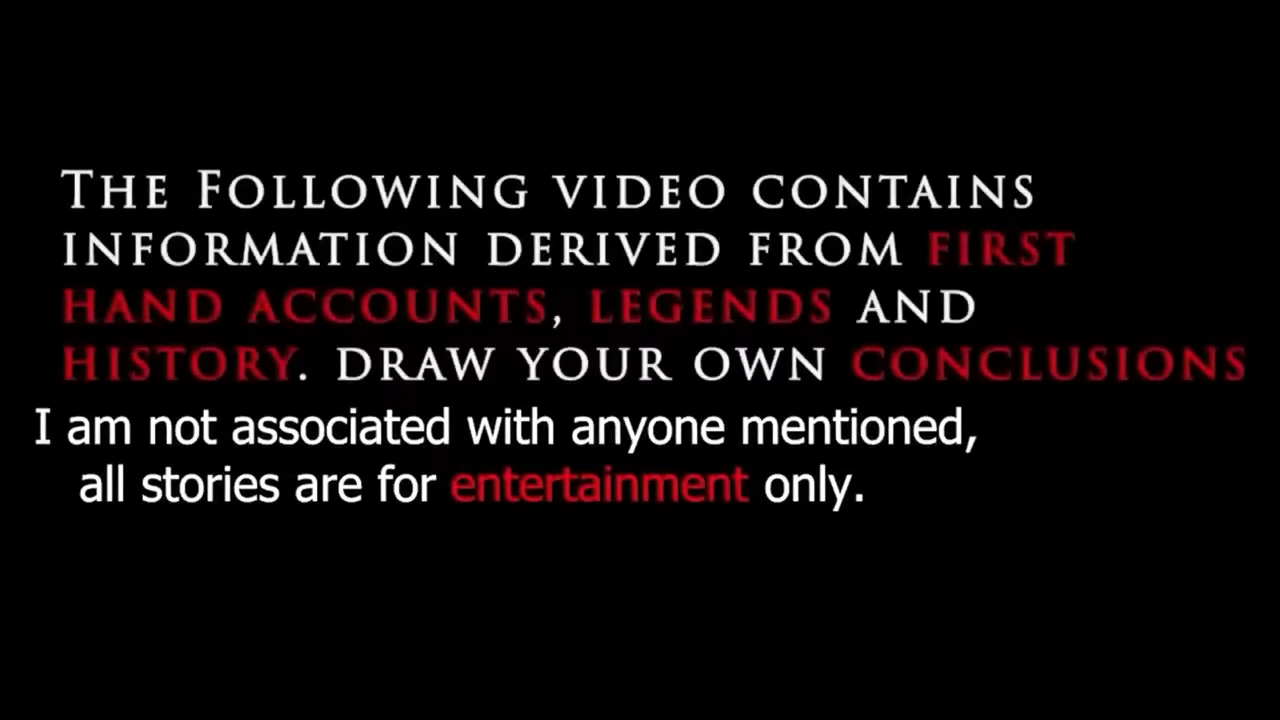 The Following video contains
information derived from first
hand accounts, legends and
history. Draw your own conclusions
I am not associated with anyone mentioned,
all stories are for entertainment only.